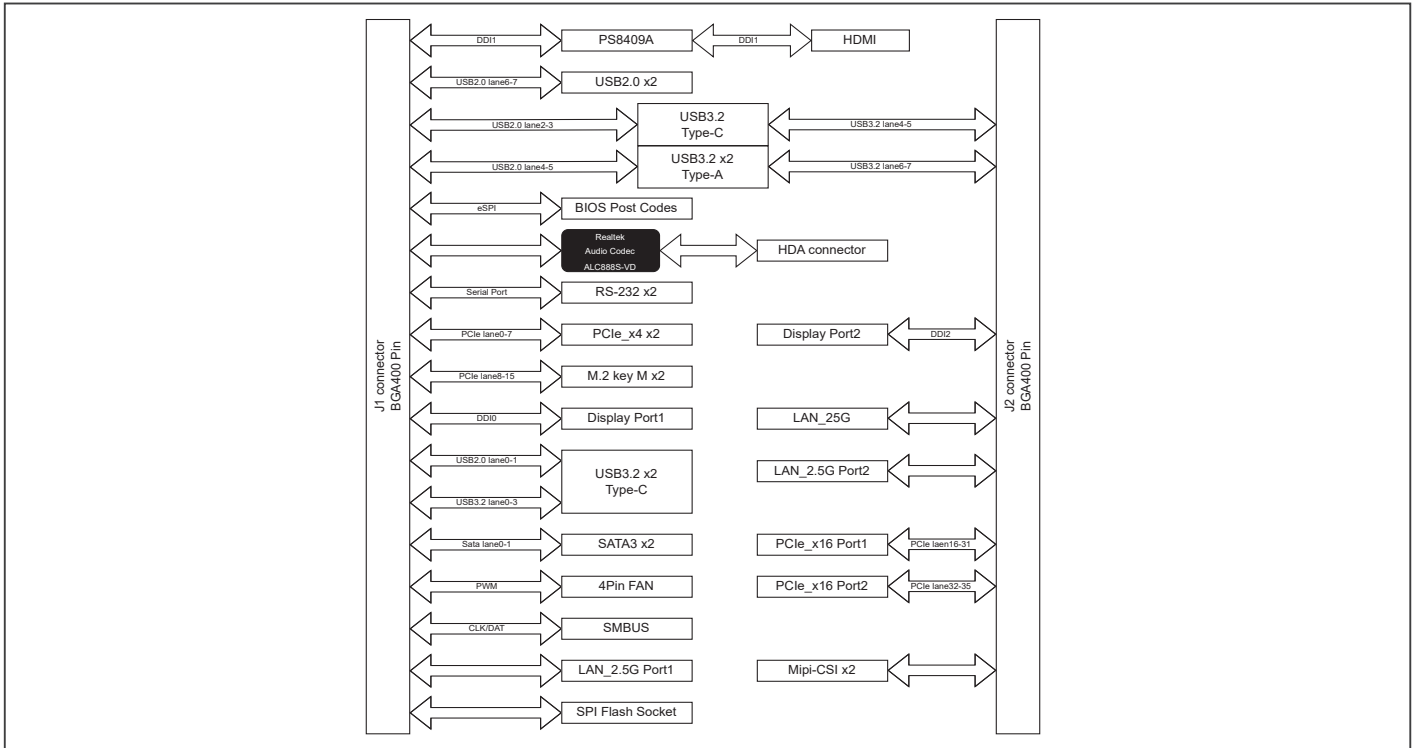 DDI1
PS8409A
DDI1
HDMI
USB2.0 lane6-7
USB2.0 x2
USB2.0 lane2-3
USB3.2
Type-C
USB3.2 lane4-5
USB2.0 lane4-5
USB3.2 x2
Type-A
USB3.2 lane6-7
eSPI
BIOS Post Codes
Realtek
Audio Codec
ALC888S-VD
HDA connector
Serial Port
RS-232 x2
J1 connector
BGA400 Pin
PCIe lane0-7
PCIe_x4 x2
Display Port2
DDI2
J2 connector
BGA400 Pin
PCIe lane8-15
M.2 key M x2
DDI0
Display Port1
LAN_25G
USB2.0 lane0-1
USB3.2 x2
Type-C
LAN_2.5G Port2
USB3.2 lane0-3
Sata lane0-1
SATA3 x2
PCIe_x16 Port1
PCIe laen16-31
PWM
4Pin FAN
PCIe_x16 Port2
PCIe lane32-35
CLK/DAT
SMBUS
LAN_2.5G Port1
Mipi-CSI x2
SPI Flash Socket